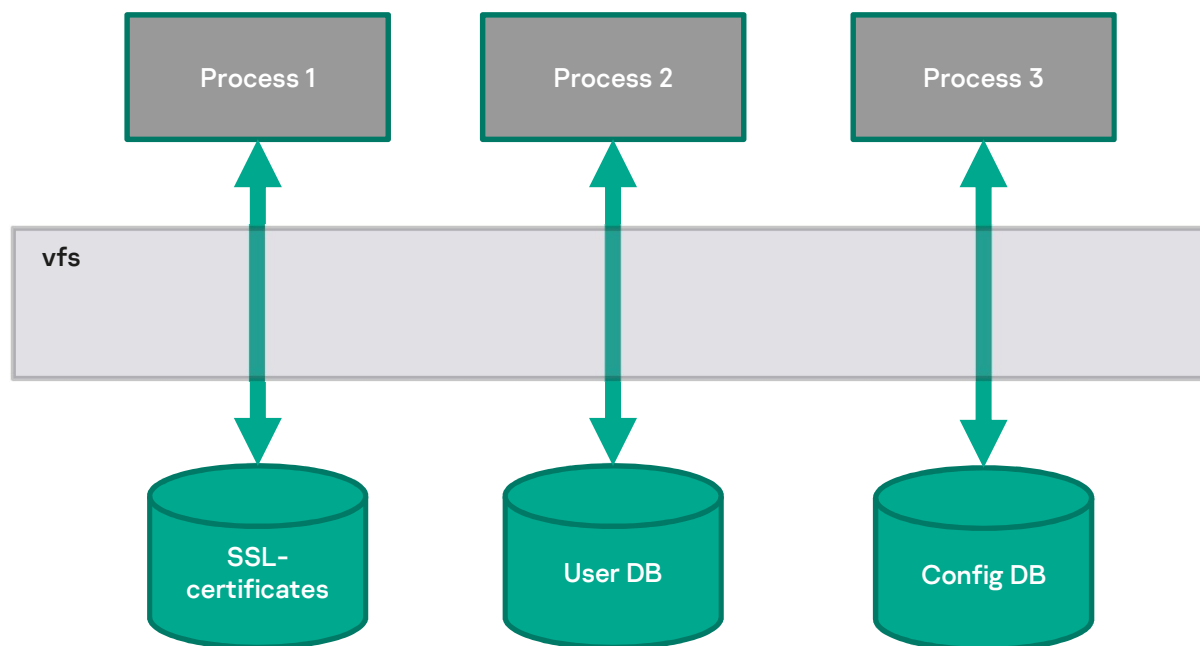 Process 1
Process 2
Process 3
vfs
SSL-
certificates
User DB
Config DB